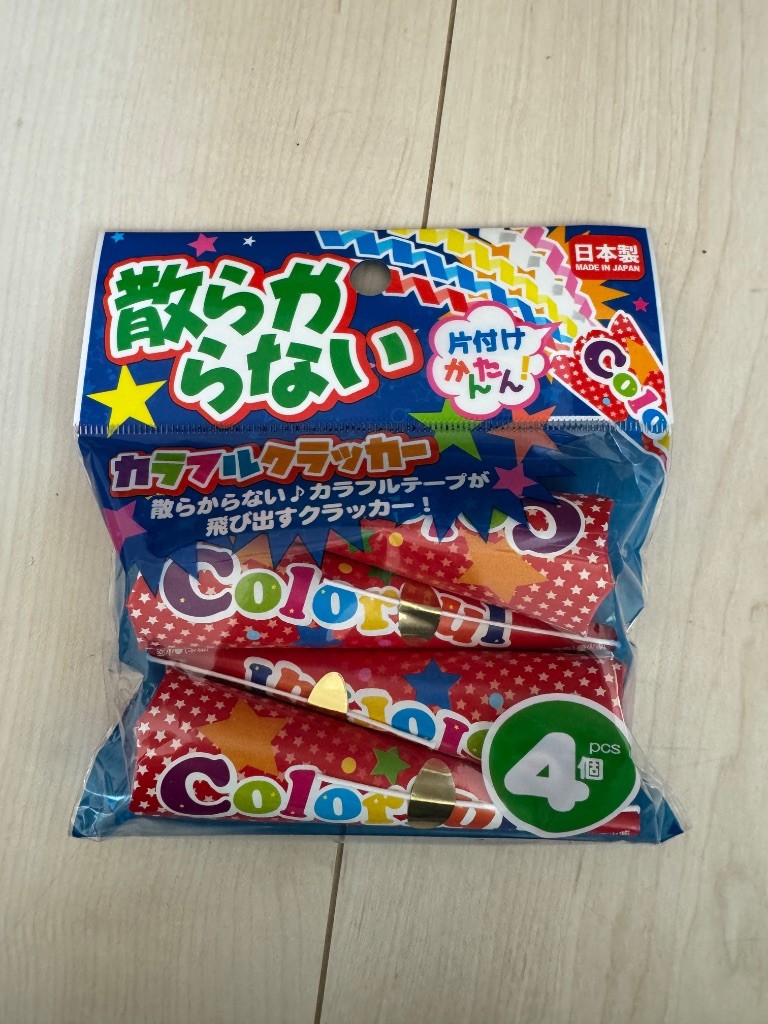 散らか
らない
日本製
MADE IN JAPAN
片付け
かんたん!
Colo
カラフルクラッカー
散らからない♪カラフルテープが
飛び出すクラッカー!
Colorful
Colorful
4
pcs
個